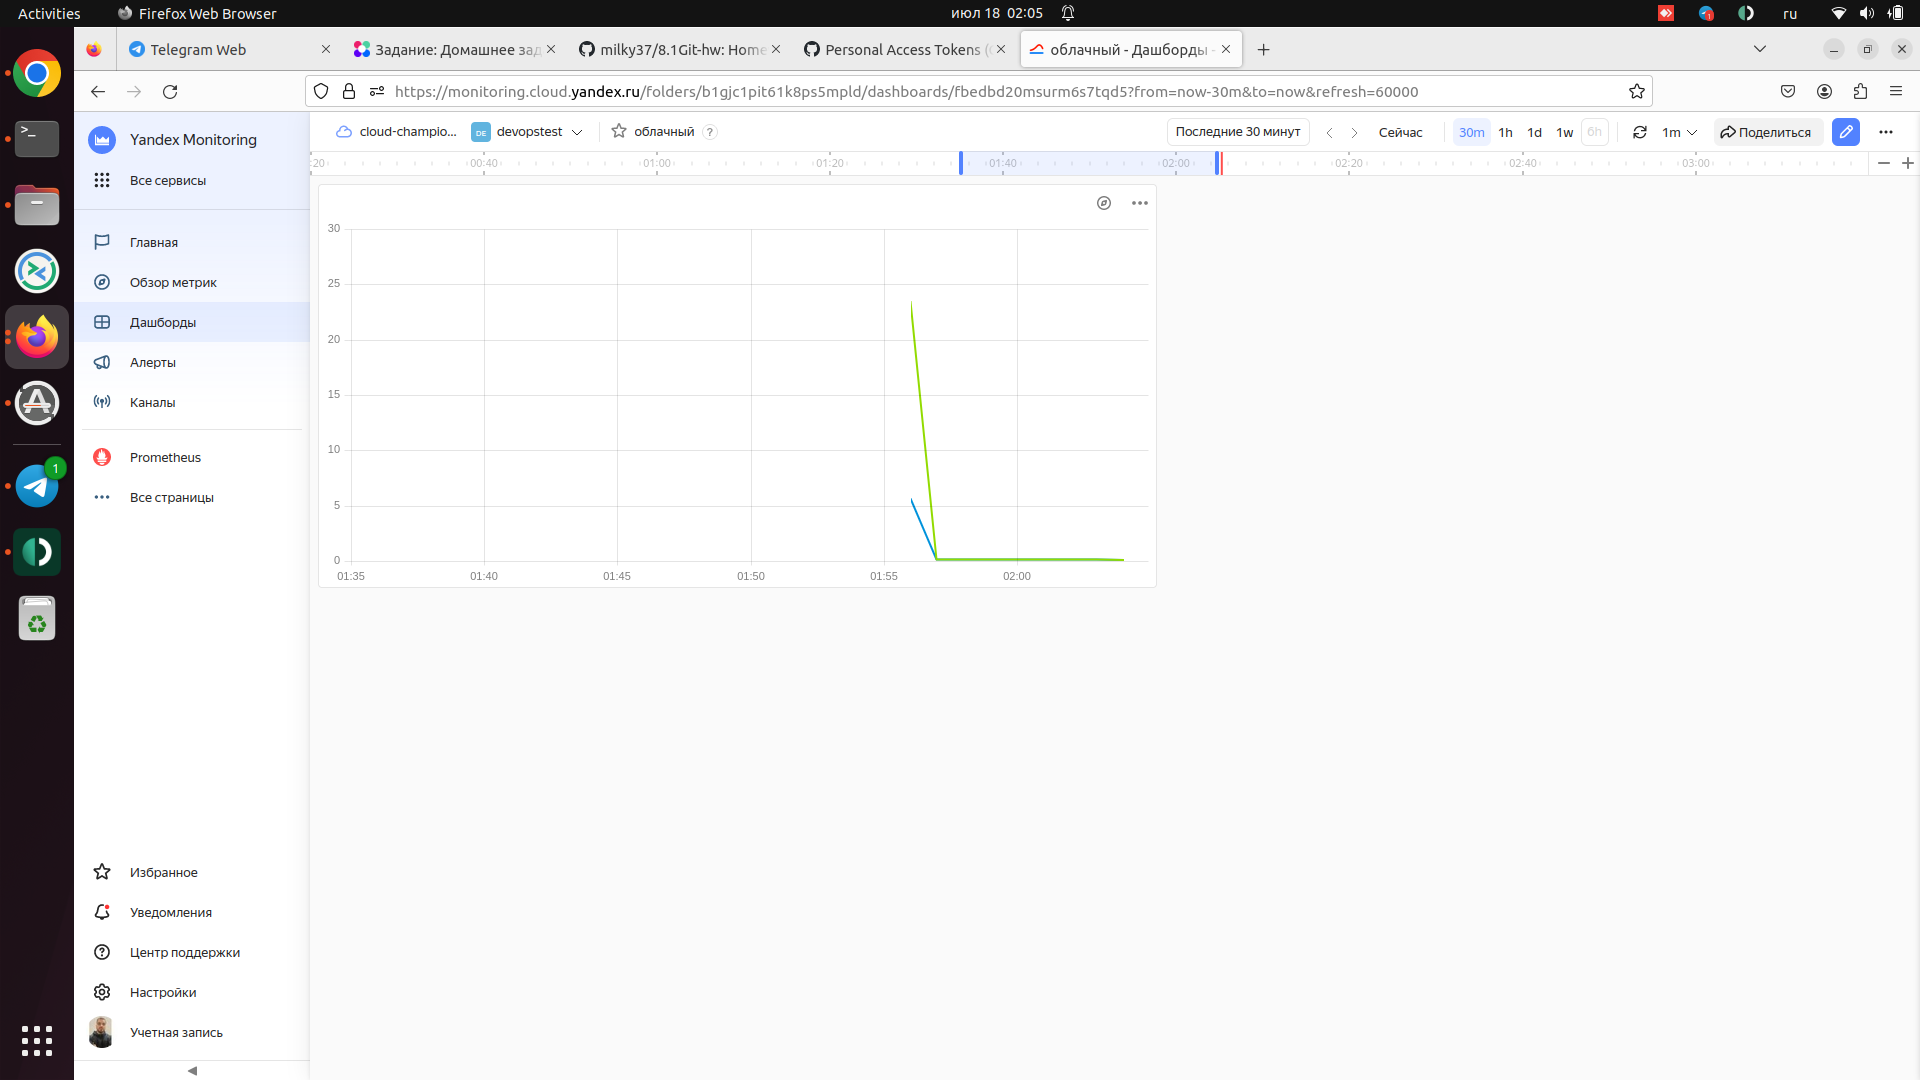 Activities
Firefox Web Browser
июл 18 02:05
ru
Telegram Web
Задание: Домашнее зад
milky37/8.1Git-hw: Home
Personal Access Tokens (
облачный - Дашборды -
https://monitoring.cloud.yandex.ru/folders/b1gjc1pit61k8ps5mpld/dashboards/fbedbd20msurm6s7tqd5?from=now-30m&to=now&refresh=60000
Yandex Monitoring
cloud-champio...
DE
devopstest
облачный
?
Последние 30 минут
Сейчас
30m
1h
1d
1w
6h
1m
Поделиться
:20
00:40
01:00
01:20
01:40
02:00
02:20
02:40
03:00
Все сервисы
Главная
Обзор метрик
Дашборды
Алерты
Каналы
Prometheus
Все страницы
30
25
20
15
10
5
0
01:35
01:40
01:45
01:50
01:55
02:00
1
Избранное
Уведомления
Центр поддержки
Настройки
Учетная запись